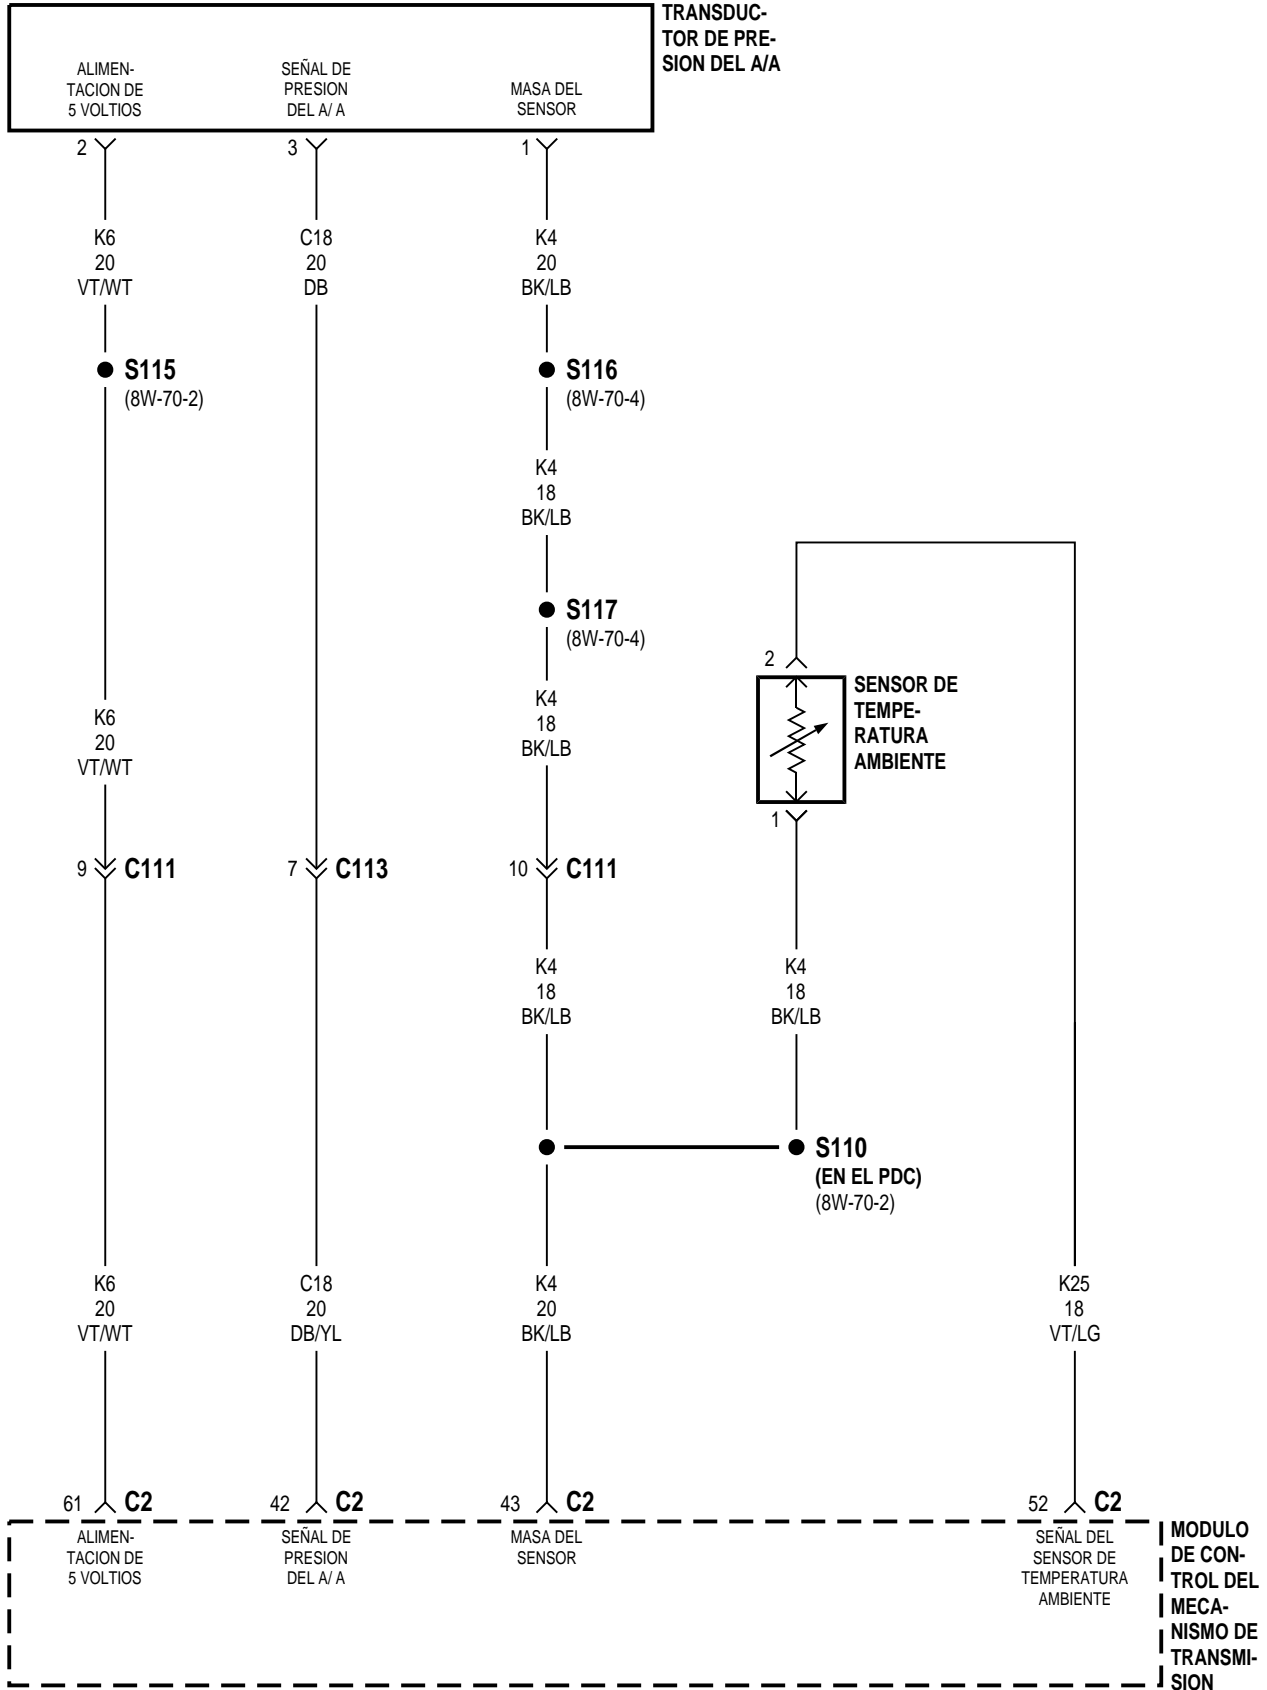 TRANSDUC-
TOR DE PRE-
SION DEL A/A
ALIMEN-
TACION DE
5 VOLTIOS
SEÑAL DE
PRESION
DEL A/ A
MASA DEL
SENSOR
2
3
1
K6
20
VT/WT
C18
20
DB
K4
20
BK/LB
S115
(8W-70-2)
S116
(8W-70-4)
K4
18
BK/LB
S117
(8W-70-4)
2
SENSOR DE
TEMPE-
RATURA
AMBIENTE
1
K6
20
VT/WT
K4
18
BK/LB
9 C111
7 C113
10 C111
K4
18
BK/LB
K4
18
BK/LB
S110
(EN EL PDC)
(8W-70-2)
K6
20
VT/WT
C18
20
DB/YL
K4
20
BK/LB
K25
18
VT/LG
61 C2
42 C2
43 C2
52 C2
ALIMEN-
TACION DE
5 VOLTIOS
SEÑAL DE
PRESION
DEL A/ A
MASA DEL
SENSOR
SEÑAL DEL
SENSOR DE
TEMPERATURA
AMBIENTE
MODULO
DE CON-
TROL DEL
MECA-
NISMO DE
TRANSMI-
SION